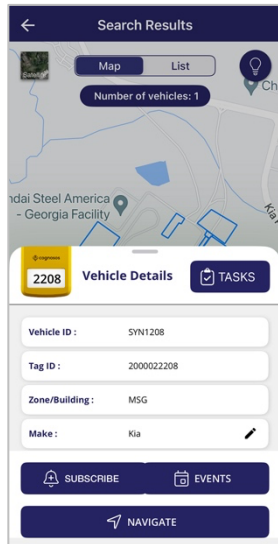 Search Results
Satellite
Map
List
Number of vehicles: 1
Ch
ndai Steel America
- Georgia Facility
Kia
cognosos
2208
Vehicle Details
TASKS
Vehicle ID :
SYN1208
Tag ID :
2000022208
Zone/Building :
MSG
Make :
Kia
SUBSCRIBE
EVENTS
NAVIGATE